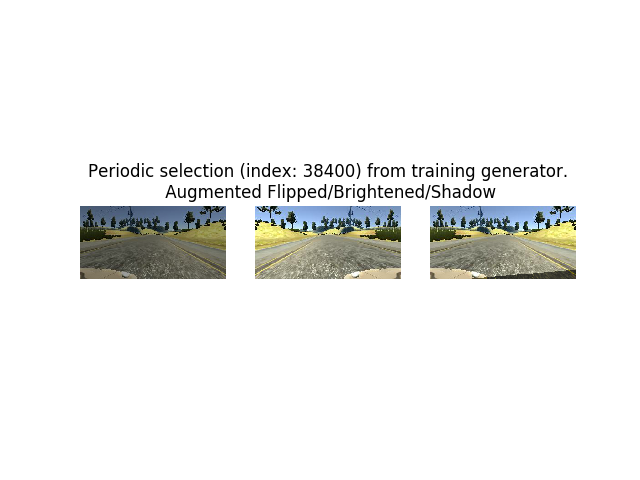 Periodic selection (index: 38400) from training generator.
Augmented Flipped/Brightened/Shadow